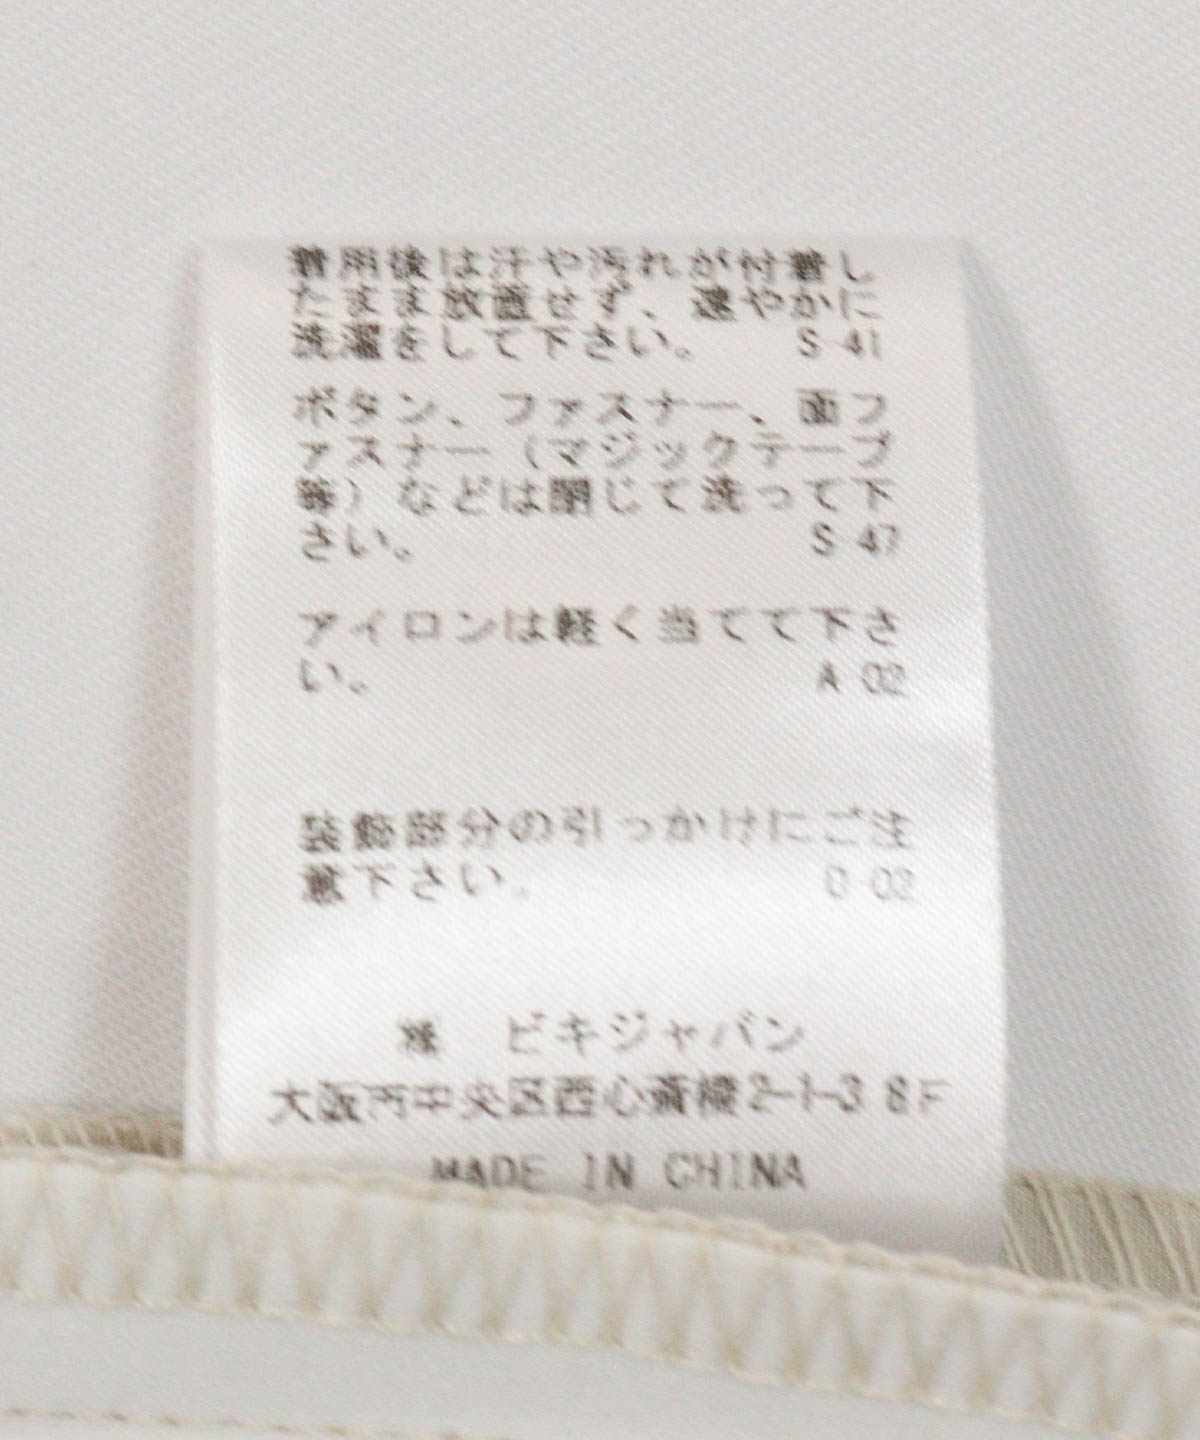 着用後は汗や汚れが付着し
たまま放置せず、速やかに
洗濯をして下さい。 S-41
ボタン、ファスナー、面フ
ァスナー（マジックテープ
等）などは閉じて洗って下
さい。 S-47
アイロンは軽く当てて下さ
い。 A-02
装飾部分の引っかけにご注
意下さい。 D-02
㈱ ビキジャパン
大阪市中央区西心斎橋2-1-3 8F
MADE IN CHINA